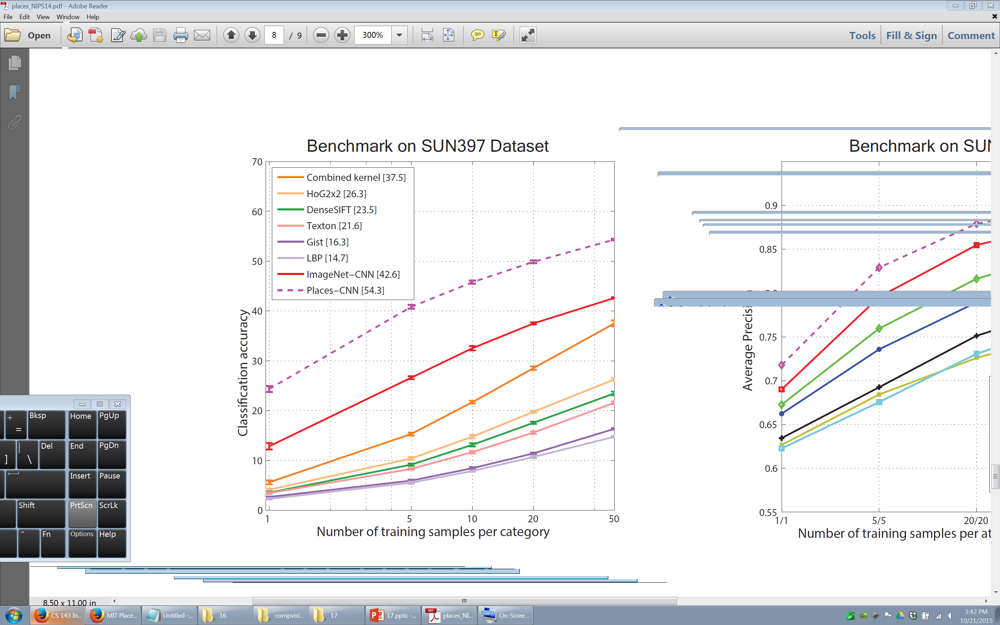 places_NIPS14.pdf - Adobe Reader
File Edit View Window Help
Open 8 / 9 300% Tools Fill & Sign Comment
Benchmark on SUN397 Dataset
70
60
50
40
30
20
10
0
Classification accuracy
Combined kernel [37.5]
HoG2x2 [26.3]
DenseSIFT [23.5]
Texton [21.6]
Gist [16.3]
LBP [14.7]
ImageNet−CNN [42.6]
Places−CNN [54.3]
1 5 10 20 50
Number of training samples per category
Benchmark on SUN
0.9
0.85
0.75
0.7
0.65
0.6
0.55
Average Precisi
1/1 5/5 20/20
Number of training samples per at
+ = Bksp Home PgUp
] | \ Del End PgDn
Insert Pause
Shift PrtScn ScrLk
Fn Options Help
8.50 x 11.00 in
CS 143 In... MIT Place... Untitled -... 16 compvisi... 17 17.pptx -... places_NI... On-Scree...
3:42 PM
10/21/2015